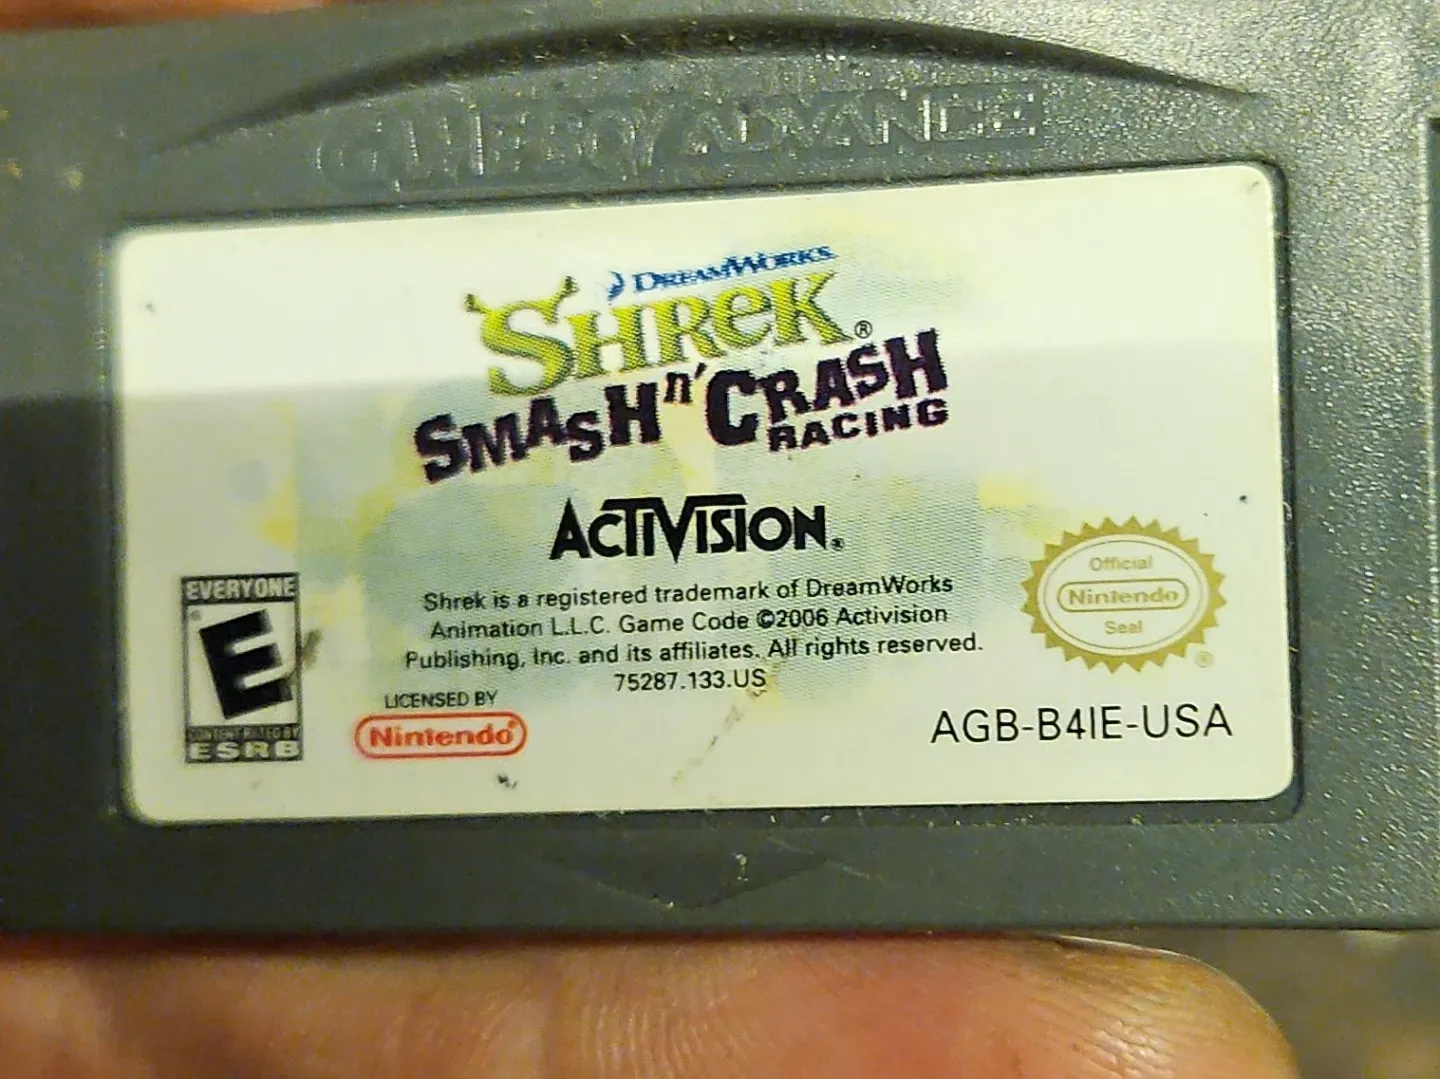 GAME BOY ADVANCE
DREAMWORKS
SHREK®
SMASH n' CRASH
RACING
ACTIVISION®
Shrek is a registered trademark of DreamWorks
Animation L.L.C. Game Code ©2006 Activision
Publishing, Inc. and its affiliates. All rights reserved.
75287.133.US
EVERYONE
E
CONTENT RATED BY
ESRB
LICENSED BY
Nintendo®
Official
Nintendo
Seal
®
AGB-B4IE-USA